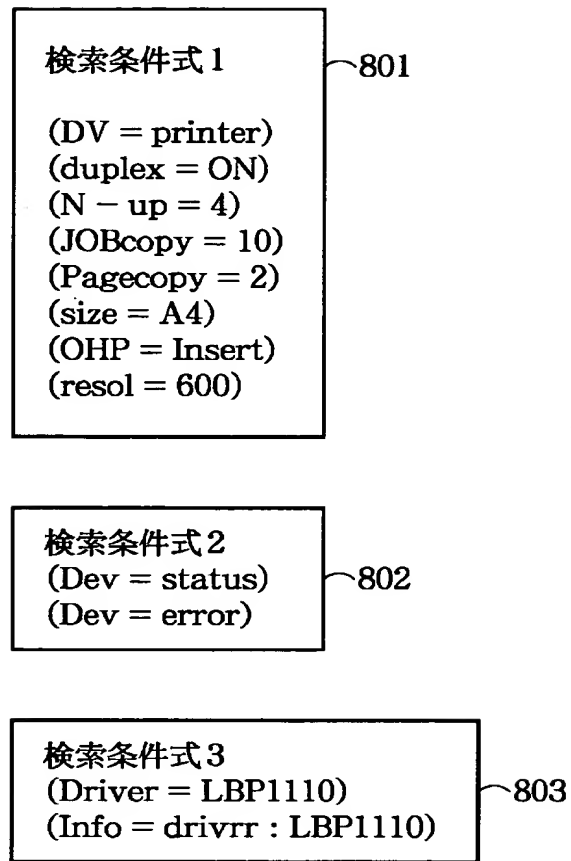 検索条件式1
801
(DV = printer)
(duplex = ON)
(N - up = 4)
(JOBcopy = 10)
(Pagecopy = 2)
(size = A4)
(OHP = Insert)
(resol = 600)
検索条件式2
(Dev = status)
802
(Dev = error)
検索条件式3
(Driver = LBP1110)
803
(Info = drivrr : LBP1110)